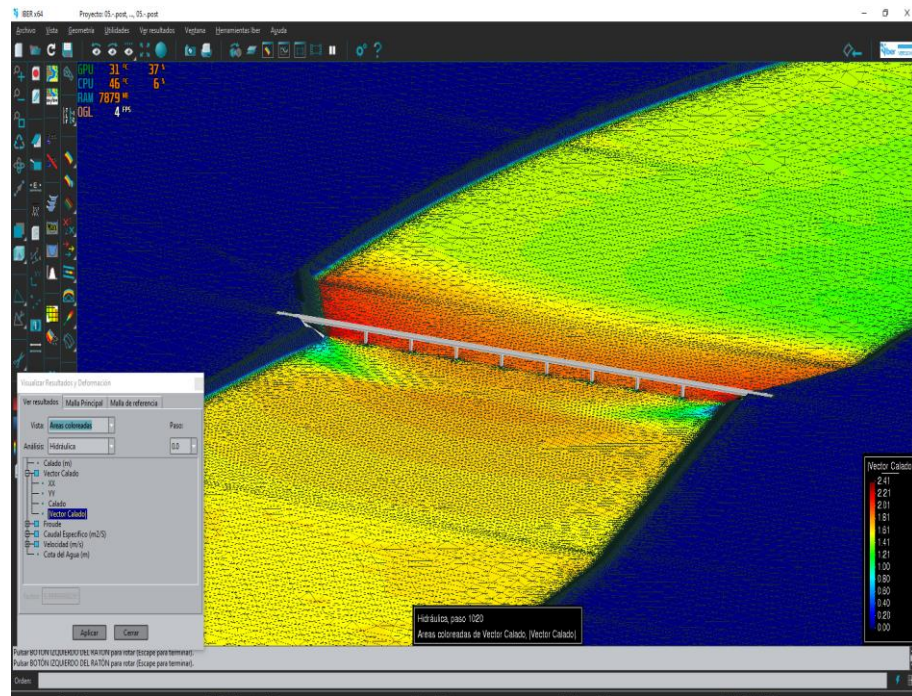 IBER x64 Proyecto: 05.-.post, ..., 05.-.post
Archivo Vista Geometría Utilidades Ver resultados Ventana Herramientas Iber Ayuda
GPU 31 °C 37 %
CPU 46 °C 6 %
RAM 7879 MB
OGL 4 FPS
Iber
Visualizar Resultados y Deformación
Ver resultados Malla Principal Malla de referencia
Vista: Areas coloreadas Paso:
Análisis: Hidráulica 0.0
Calado (m)
Vector Calado
XX
YY
Calado
|Vector Calado|
Froude
Caudal Específico (m2/S)
Velocidad (m/s)
Cota del Agua (m)
Aplicar Cerrar
|Vector Calado|
2.41
2.21
2.01
1.81
1.61
1.41
1.21
1.00
0.80
0.60
0.40
0.20
0.00
Hidráulica, paso 1020
Areas coloreadas de Vector Calado, |Vector Calado|
Pulsar BOTÓN IZQUIERDO DEL RATÓN para rotar (Escape para terminar).
Pulsar BOTÓN IZQUIERDO DEL RATÓN para rotar (Escape para terminar).
Orden: